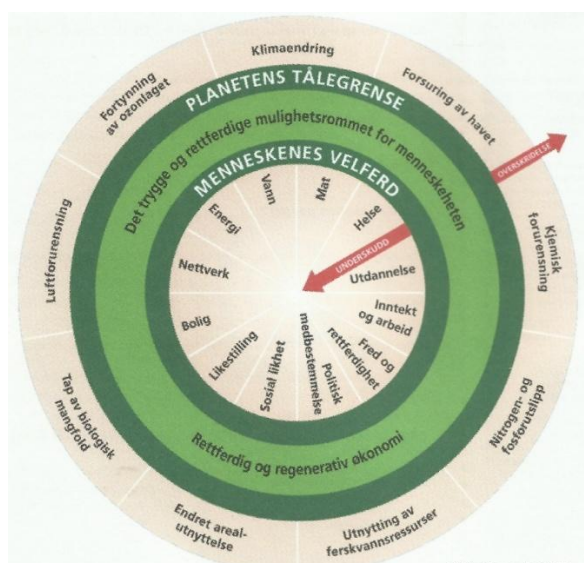 Klimaendring
Forsuring av havet
Kjemisk
forurensning
Nitrogen- og
fosforutslipp
Utnytting av
ferskvannsressurser
Endret areal-
utnyttelse
Tap av biologisk
mangfold
Luftforurensning
Fortynning
av ozonlaget
PLANETENS TÅLEGRENSE
OVERSKRIDELSE
Det trygge og rettferdige mulighetsrommet for menneskeheten
MENNESKENES VELFERD
Vann
Mat
Helse
UNDERSKUDD
Utdannelse
Inntekt
og arbeid
Fred og
rettferdighet
Politisk
medbestemmelse
Sosial likhet
Likestilling
Bolig
Nettverk
Energi
Rettferdig og regenerativ økonomi